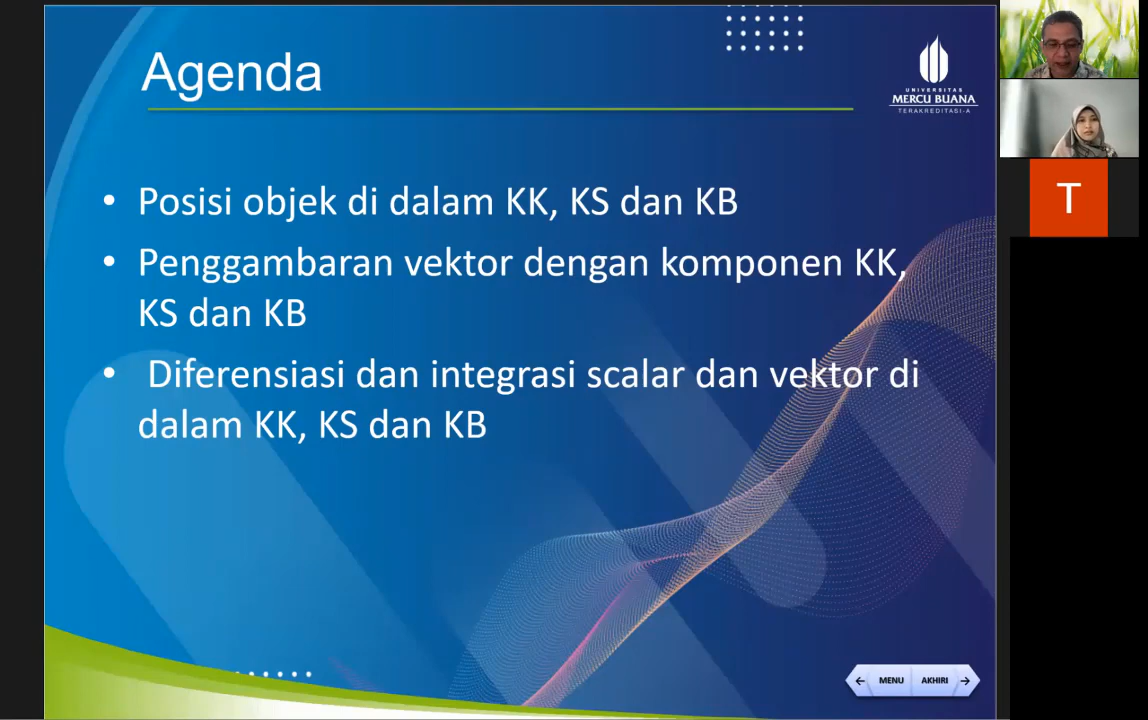 Agenda
UNIVERSITAS
MERCU BUANA
TERAKREDITASI-A
• Posisi objek di dalam KK, KS dan KB
• Penggambaran vektor dengan komponen KK,
KS dan KB
• Diferensiasi dan integrasi scalar dan vektor di
dalam KK, KS dan KB
MENU
AKHIRI
T